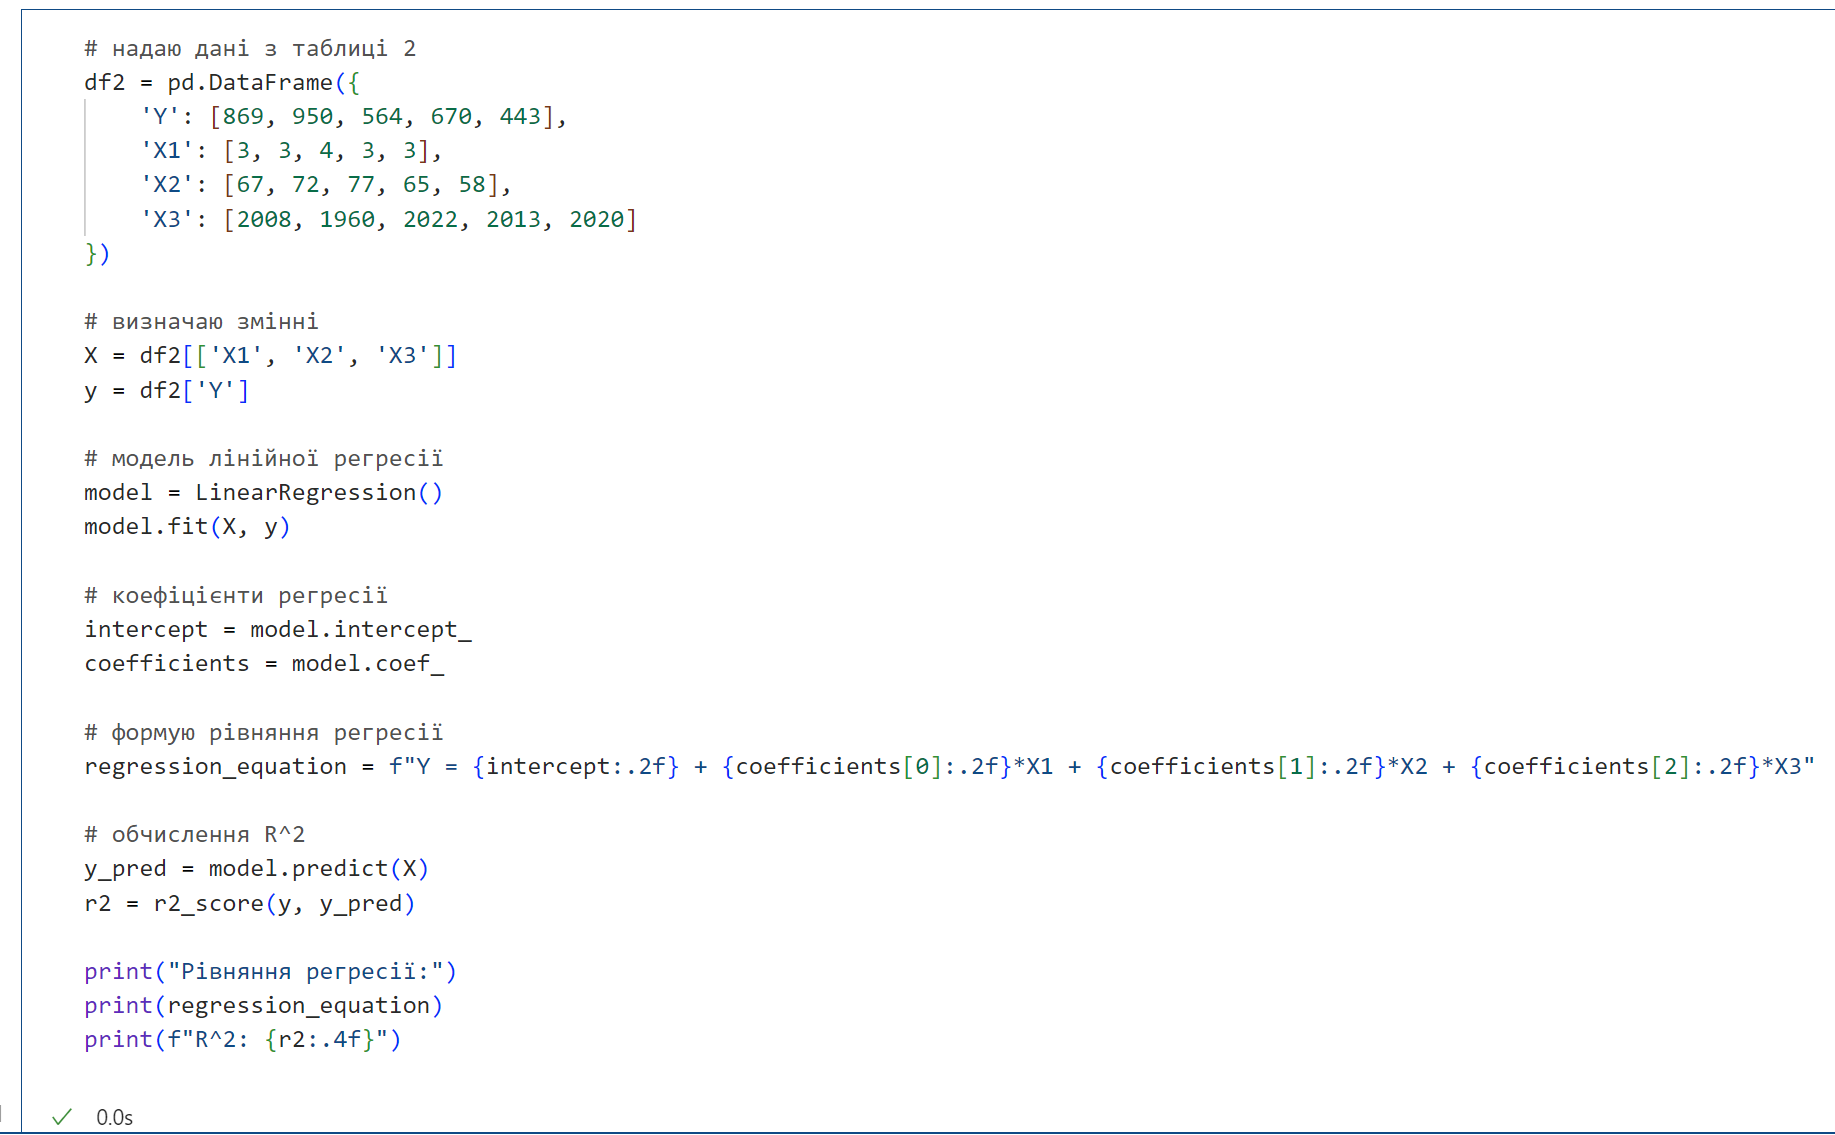 # надаю дані з таблиці 2
df2 = pd.DataFrame({
    'Y': [869, 950, 564, 670, 443],
    'X1': [3, 3, 4, 3, 3],
    'X2': [67, 72, 77, 65, 58],
    'X3': [2008, 1960, 2022, 2013, 2020]
})
# визначаю змінні
X = df2[['X1', 'X2', 'X3']]
y = df2['Y']
# модель лінійної регресії
model = LinearRegression()
model.fit(X, y)
# коефіцієнти регресії
intercept = model.intercept_
coefficients = model.coef_
# формую рівняння регресії
regression_equation = f"Y = {intercept:.2f} + {coefficients[0]:.2f}*X1 + {coefficients[1]:.2f}*X2 + {coefficients[2]:.2f}*X3"
# обчислення R^2
y_pred = model.predict(X)
r2 = r2_score(y, y_pred)
print("Рівняння регресії:")
print(regression_equation)
print(f"R^2: {r2:.4f}")
✓ 0.0s